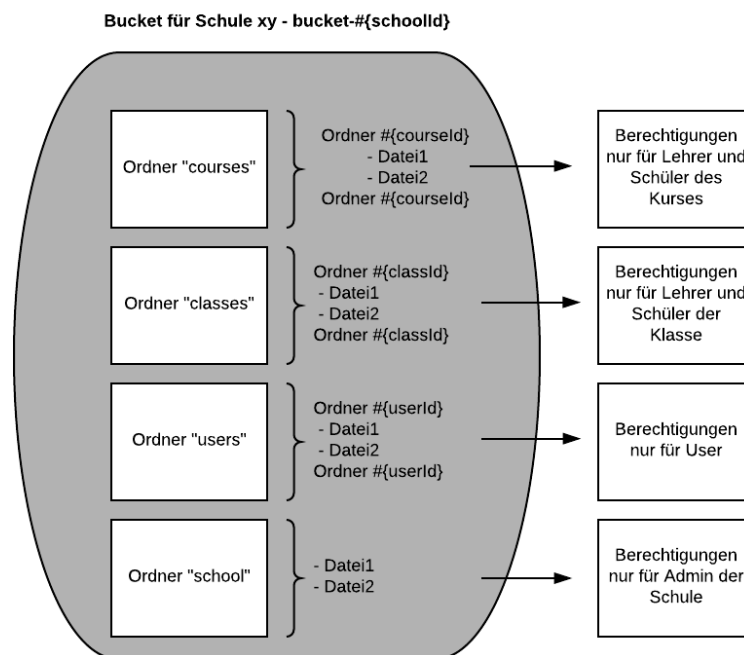 Bucket für Schule xy - bucket-#{schoolId}
Ordner "courses"
Ordner #{courseId}
- Datei1
- Datei2
Ordner #{courseId}
Berechtigungen
nur für Lehrer und
Schüler des
Kurses
Ordner "classes"
Ordner #{classId}
- Datei1
- Datei2
Ordner #{classId}
Berechtigungen
nur für Lehrer und
Schüler der
Klasse
Ordner "users"
Ordner #{userId}
- Datei1
- Datei2
Ordner #{userId}
Berechtigungen
nur für User
Ordner "school"
- Datei1
- Datei2
Berechtigungen
nur für Admin der
Schule